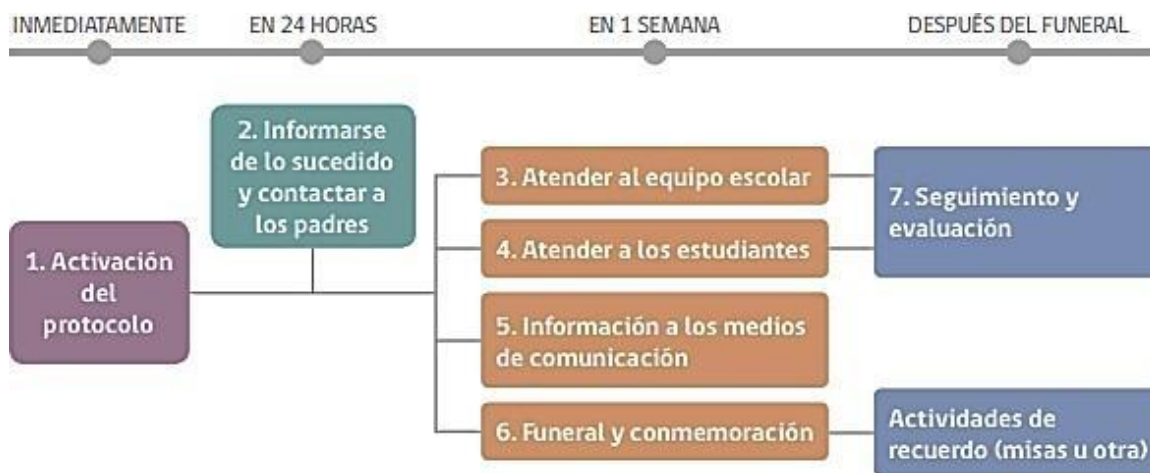 INMEDIATAMENTE
EN 24 HORAS
EN 1 SEMANA
DESPUÉS DEL FUNERAL
1. Activación
del
protocolo
2. Informarse
de lo sucedido
y contactar a
los padres
3. Atender al equipo escolar
4. Atender a los estudiantes
5. Información a los medios
de comunicación
6. Funeral y conmemoración
7. Seguimiento y
evaluación
Actividades de
recuerdo (misas u otra)